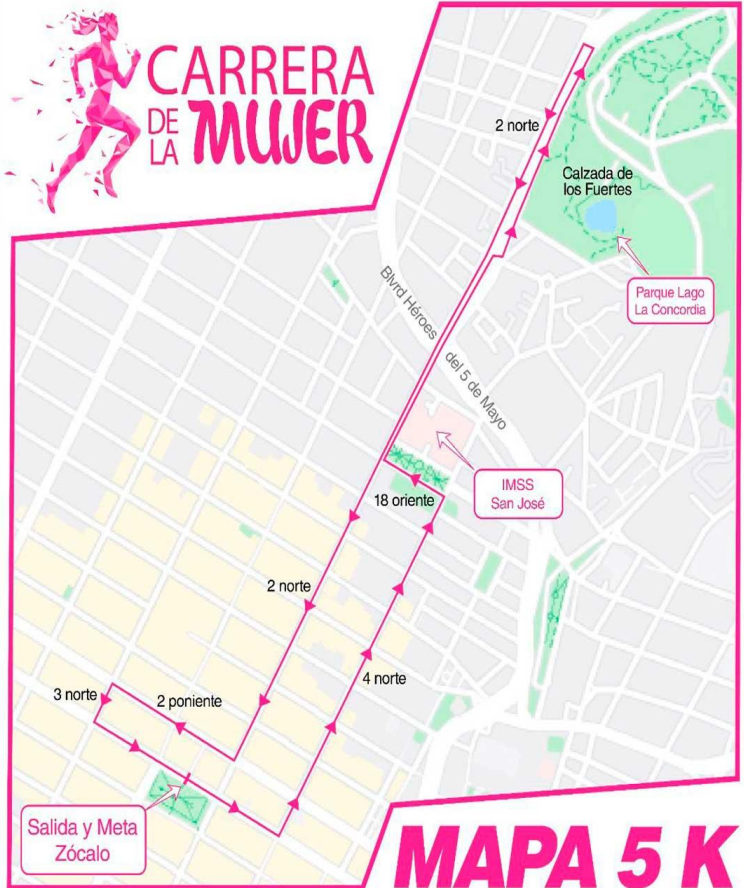 CARRERA
DE
LA MUJER
2 norte
Calzada de
los Fuertes
Parque Lago
La Concordia
Blvrd Héroes
del 5 de Mayo
IMSS
San José
18 oriente
2 norte
4 norte
3 norte
2 poniente
Salida y Meta
Zócalo
MAPA 5 K